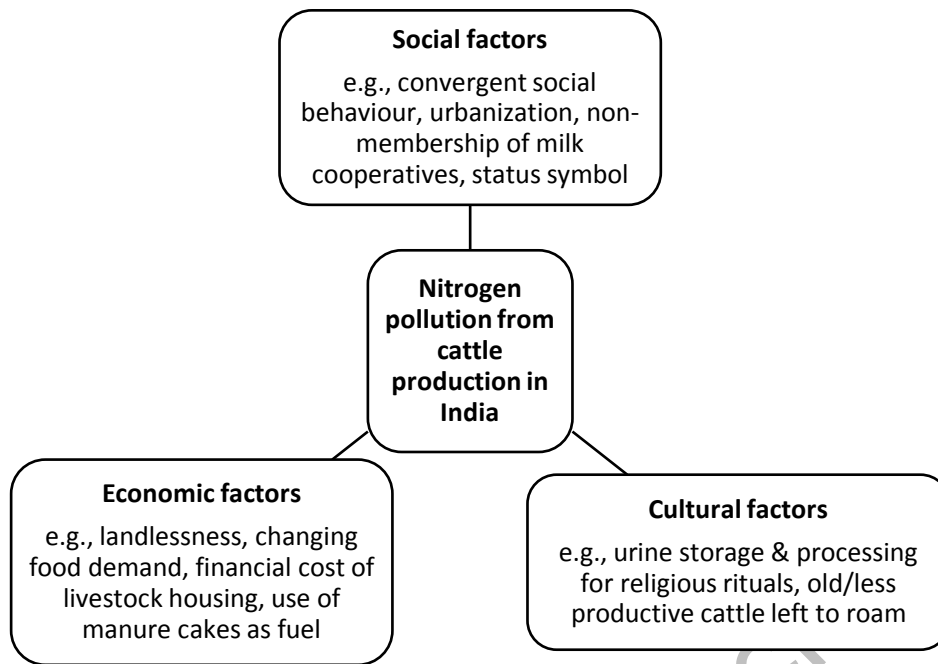 Social factors
e.g., convergent social
behaviour, urbanization, non-
membership of milk
cooperatives, status symbol
Nitrogen
pollution from
cattle
production in
India
Economic factors
e.g., landlessness, changing
food demand, financial cost of
livestock housing, use of
manure cakes as fuel
Cultural factors
e.g., urine storage & processing
for religious rituals, old/less
productive cattle left to roam